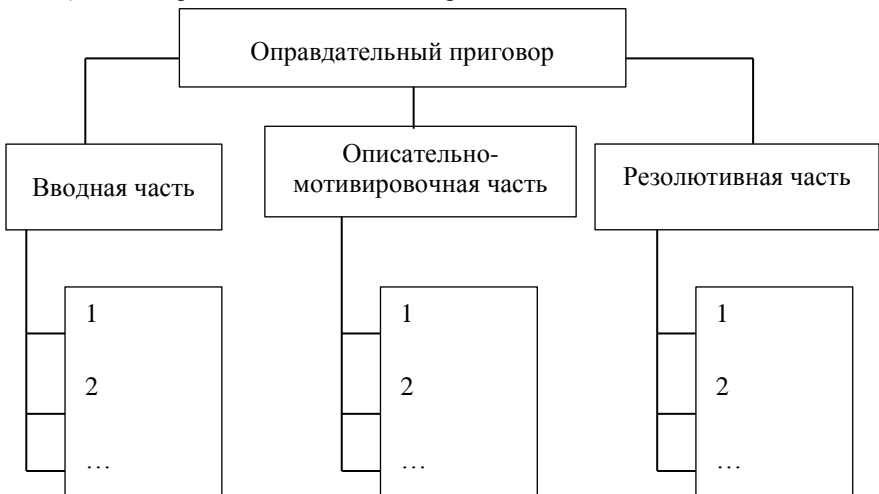 Оправдательный приговор
Вводная часть
Описательно-
мотивировочная часть
Резолютивная часть
1
2
…
1
2
…
1
2
…